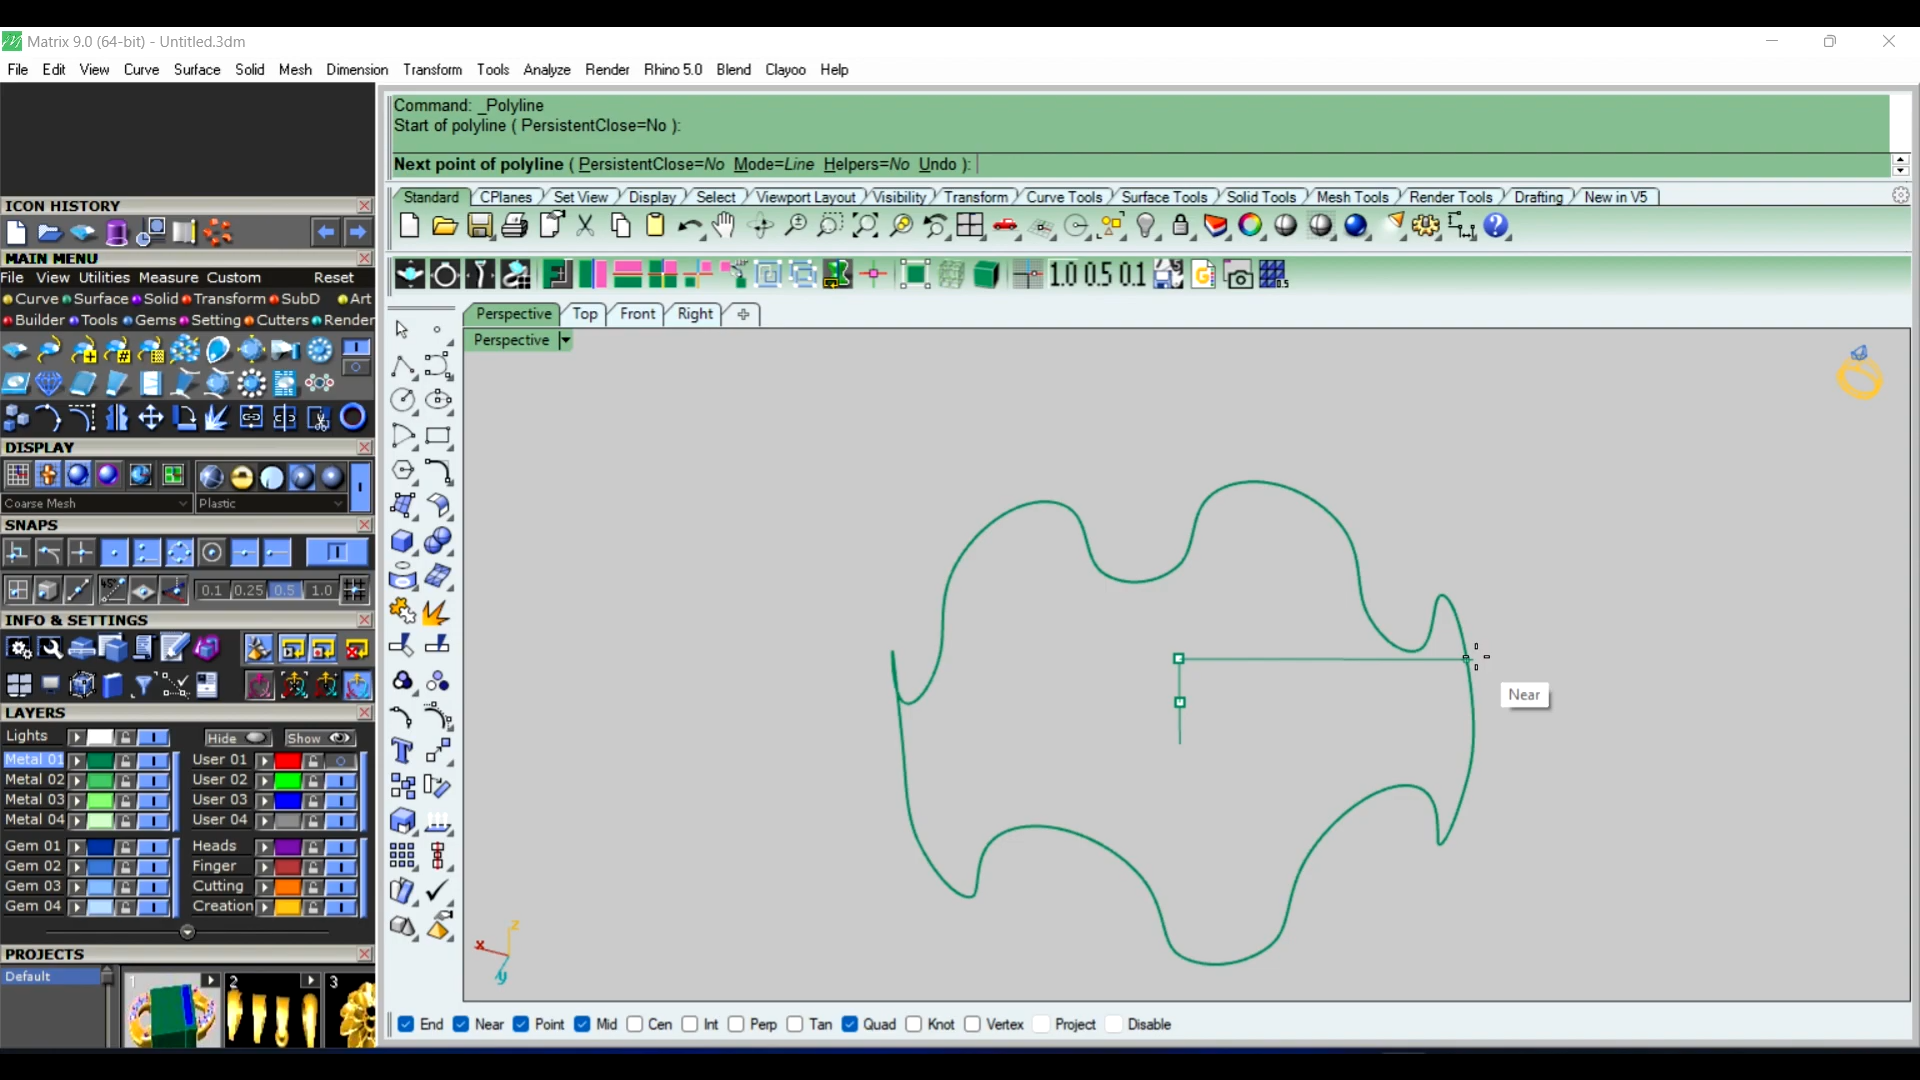 Matrix 9.0 (64-bit) - Untitled.3dm
File Edit View Curve Surface Solid Mesh Dimension Transform Tools Analyze Render Rhino 5.0 Blend Clayoo Help
Command: _Polyline
Start of polyline ( PersistentClose=No ):
Next point of polyline ( PersistentClose=No Mode=Line Helpers=No Undo ):
Standard CPlanes Set View Display Select Viewport Layout Visibility Transform Curve Tools Surface Tools Solid Tools Mesh Tools Render Tools Drafting New in V5
1.0 0.5 0.1
Perspective Top Front Right
Perspective
ICON HISTORY
MAIN MENU
File View Utilities Measure Custom Reset
Curve Surface Solid Transform SubD Art
Builder Tools Gems Setting Cutters Render
DISPLAY
Coarse Mesh Plastic
SNAPS
0.1 0.25 0.5 1.0
INFO & SETTINGS
LAYERS
Lights Hide Show
Metal 01 User 01
Metal 02 User 02
Metal 03 User 03
Metal 04 User 04
Gem 01 Heads
Gem 02 Finger
Gem 03 Cutting
Gem 04 Creation
PROJECTS
Default 1 2 3
Near
z
x
y
End Near Point Mid Cen Int Perp Tan Quad Knot Vertex Project Disable